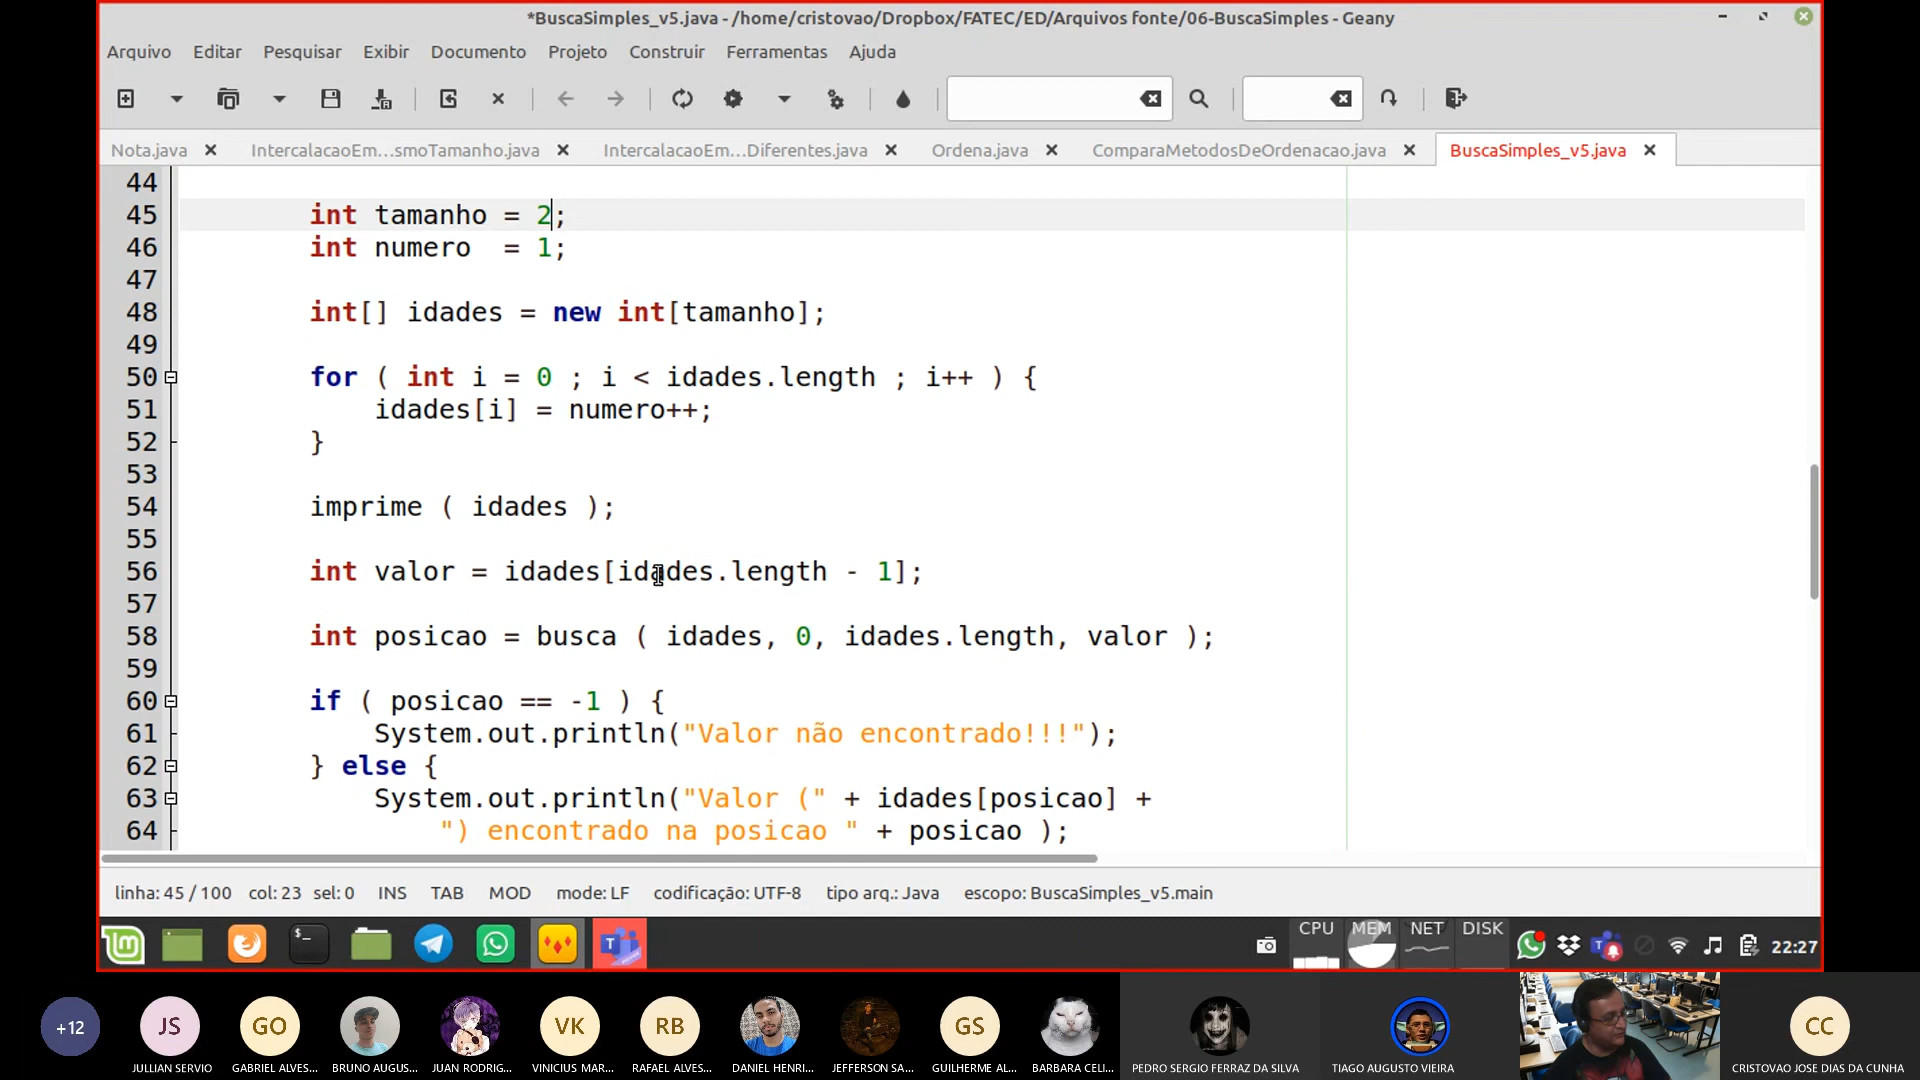 *BuscaSimples_v5.java - /home/cristovao/Dropbox/FATEC/ED/Arquivos fonte/06-BuscaSimples - Geany
Arquivo Editar Pesquisar Exibir Documento Projeto Construir Ferramentas Ajuda
Nota.java IntercalacaoEm...smoTamanho.java IntercalacaoEm...Diferentes.java Ordena.java ComparaMetodosDeOrdenacao.java BuscaSimples_v5.java
44
45 int tamanho = 2;
46 int numero  = 1;
47
48 int[] idades = new int[tamanho];
49
50 for ( int i = 0 ; i < idades.length ; i++ ) {
51 idades[i] = numero++;
52 }
53
54 imprime ( idades );
55
56 int valor = idades[idades.length - 1];
57
58 int posicao = busca ( idades, 0, idades.length, valor );
59
60 if ( posicao == -1 ) {
61 System.out.println("Valor não encontrado!!!");
62 } else {
63 System.out.println("Valor (" + idades[posicao] +
64 ") encontrado na posicao " + posicao );
linha: 45 / 100 col: 23 sel: 0 INS TAB MOD mode: LF codificação: UTF-8 tipo arq.: Java escopo: BuscaSimples_v5.main
CPU MEM NET DISK 22:27
+12 JS GO VK RB GS CC
JULLIAN SERVIO GABRIEL ALVES... BRUNO AUGUS... JUAN RODRIG... VINICIUS MAR... RAFAEL ALVES... DANIEL HENRI... JEFFERSON SA... GUILHERME AL... BARBARA CELI... PEDRO SERGIO FERRAZ DA SILVA TIAGO AUGUSTO VIEIRA CRISTOVAO JOSE DIAS DA CUNHA